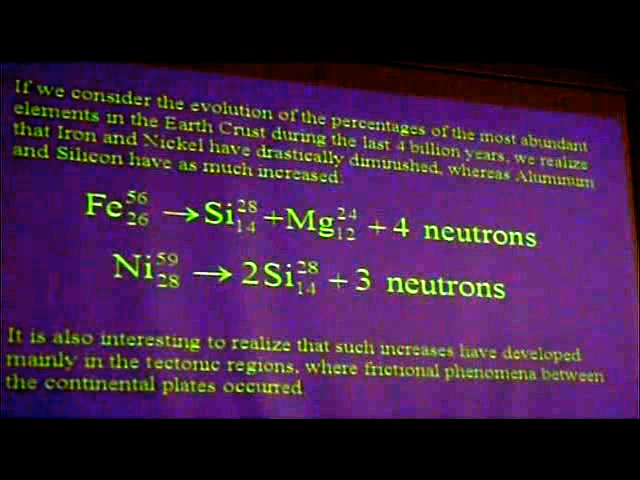 If we consider the evolution of the percentages of the most abundant
elements in the Earth Crust during the last 4 billion years, we realize
that Iron and Nickel have drastically diminished, whereas Aluminum
and Silicon have as much increased.
Fe⁵⁶₂₆ → Si²⁸₁₄ + Mg²⁴₁₂ + 4 neutrons
Ni⁵⁹₂₈ → 2Si²⁸₁₄ + 3 neutrons
It is also interesting to realize that such increases have developed
mainly in the tectonic regions, where frictional phenomena between
the continental plates occurred